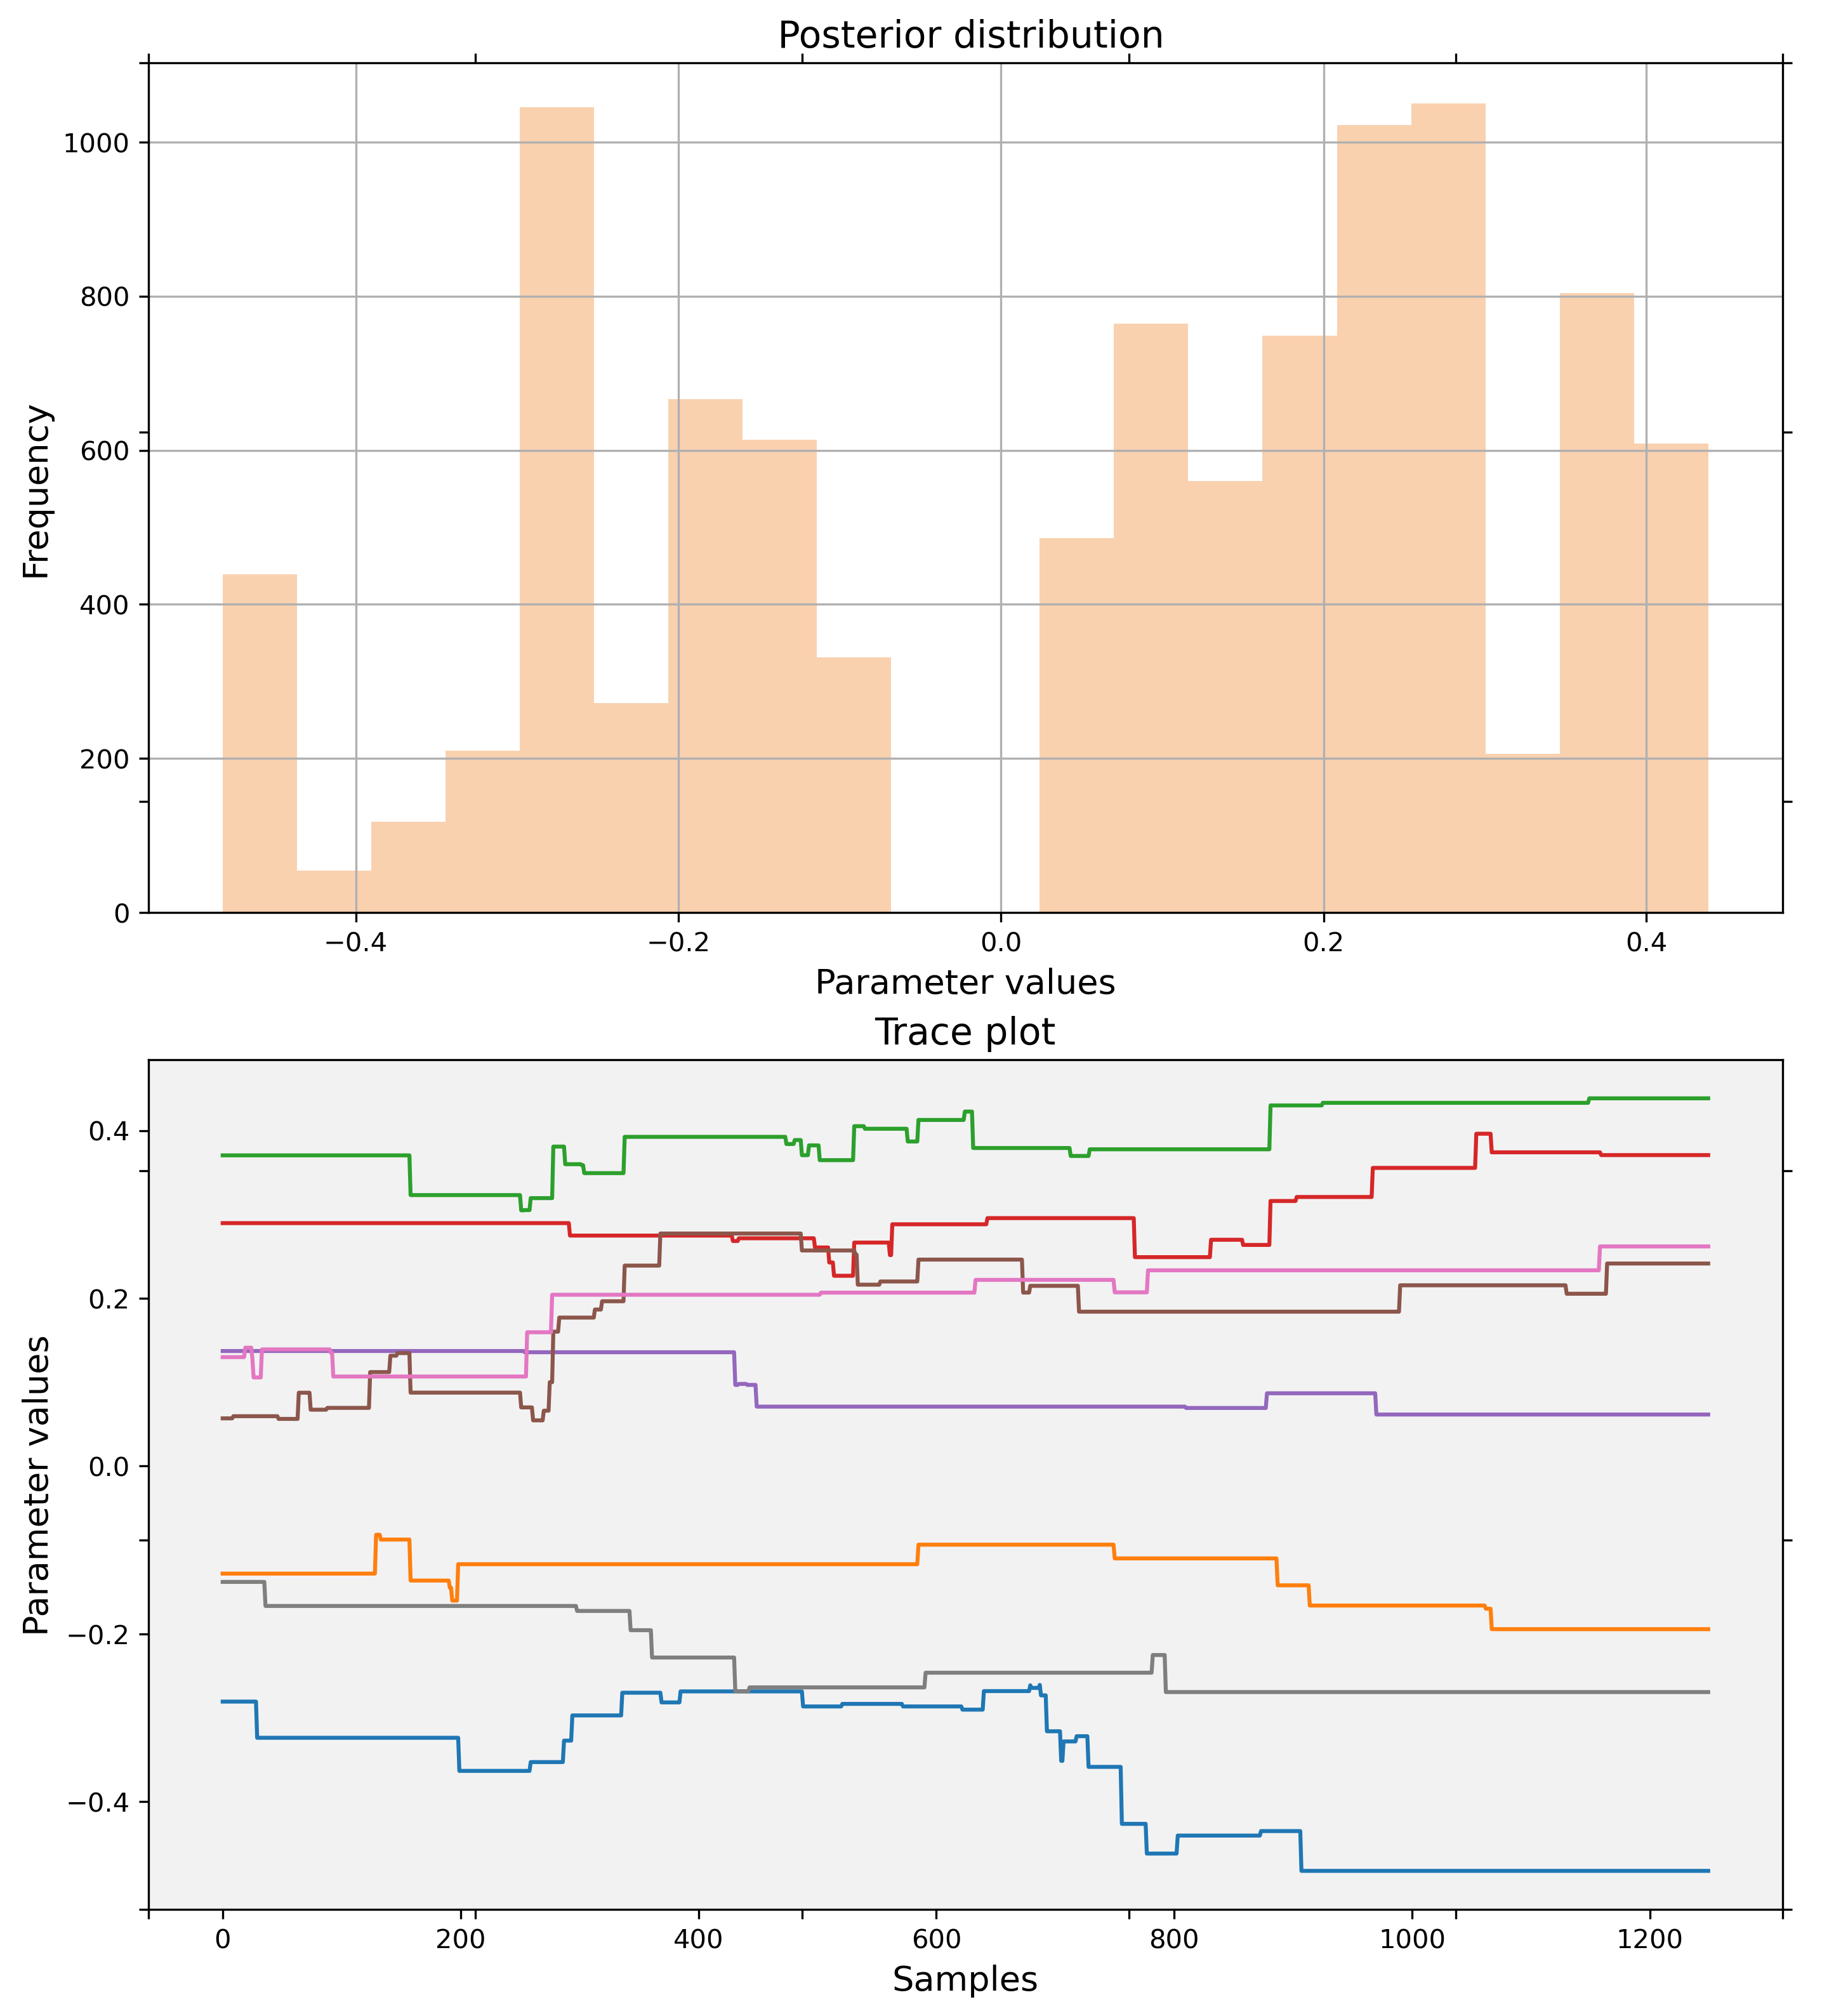 Posterior distribution
1000
800
600
400
200
0
Frequency
−0.4 −0.2 0.0 0.2 0.4
Parameter values
Trace plot
0.4
0.2
0.0
−0.2
−0.4
Parameter values
0 200 400 600 800 1000 1200
Samples